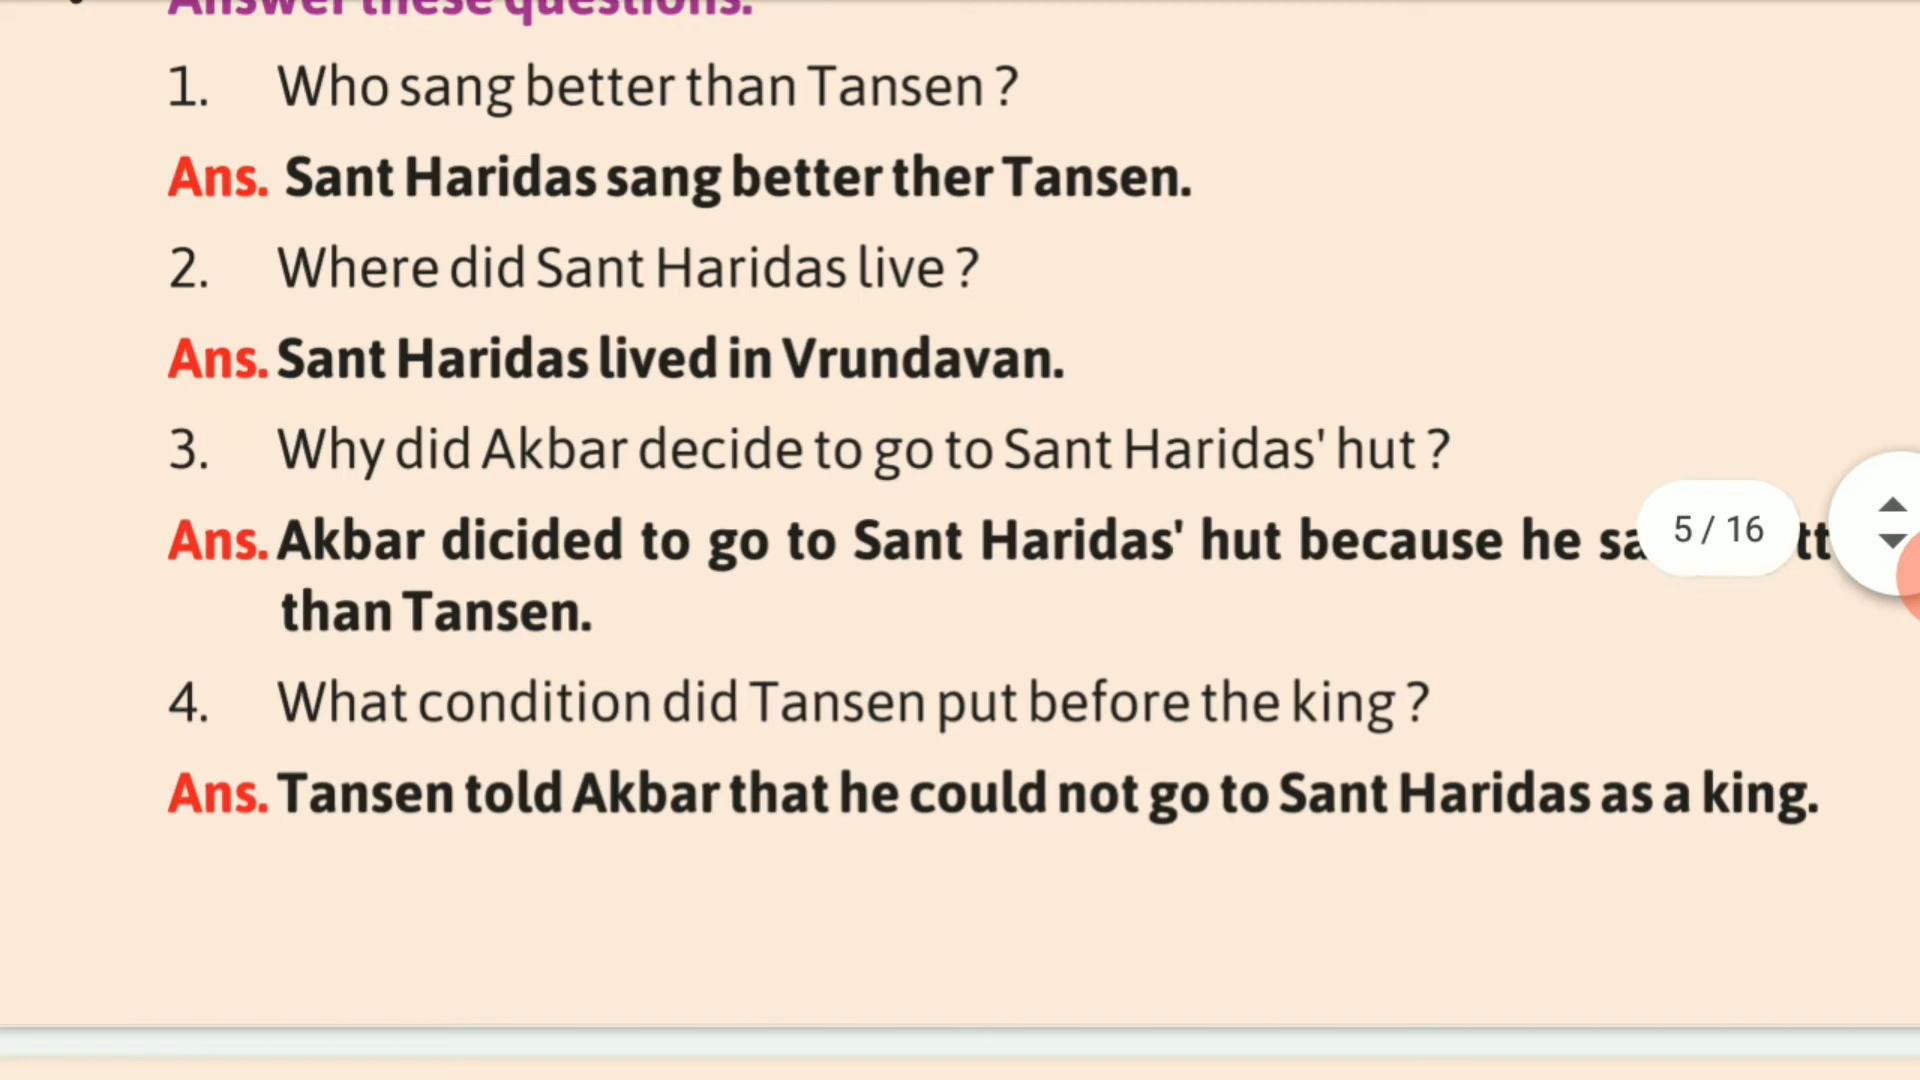 Answer these questions.
1. Who sang better than Tansen ?
Ans. Sant Haridas sang better ther Tansen.
2. Where did Sant Haridas live ?
Ans. Sant Haridas lived in Vrundavan.
3. Why did Akbar decide to go to Sant Haridas' hut ?
Ans. Akbar dicided to go to Sant Haridas' hut because he
5 / 16
than Tansen.
4. What condition did Tansen put before the king ?
Ans. Tansen told Akbar that he could not go to Sant Haridas as a king.